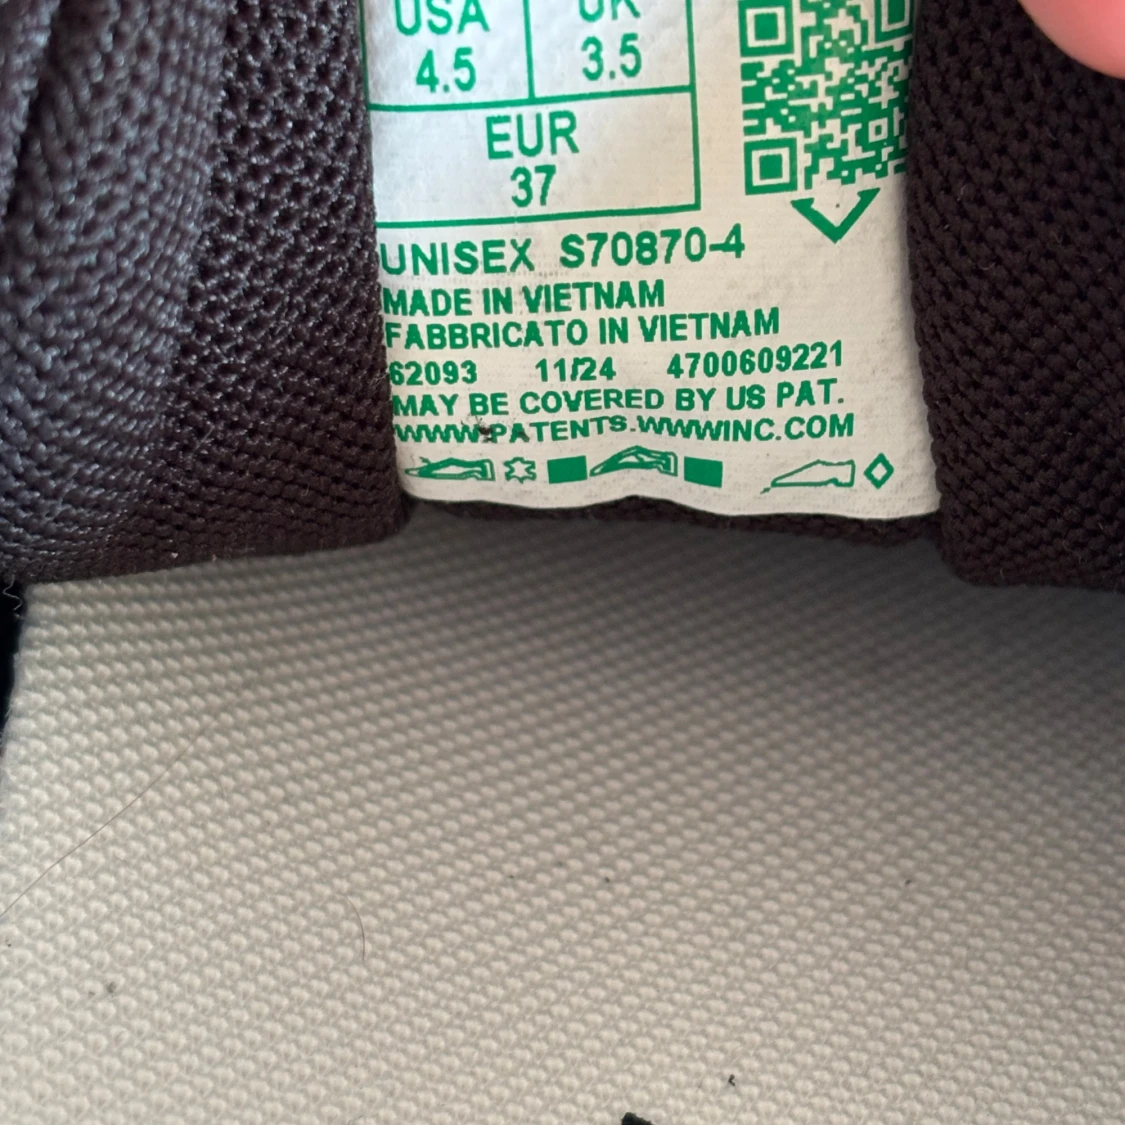 USA UK
4.5 3.5
EUR
37
UNISEX S70870-4
MADE IN VIETNAM
FABBRICATO IN VIETNAM
62093 11/24 4700609221
MAY BE COVERED BY US PAT.
WWW.PATENTS.WWWINC.COM